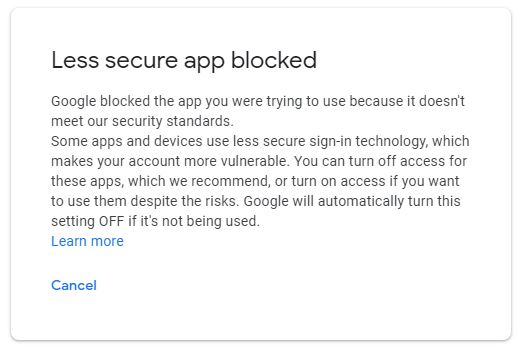 Less secure app blocked
Google blocked the app you were trying to use because it doesn't
meet our security standards.
Some apps and devices use less secure sign-in technology, which
makes your account more vulnerable. You can turn off access for
these apps, which we recommend, or turn on access if you want
to use them despite the risks. Google will automatically turn this
setting OFF if it's not being used.
Learn more
Cancel